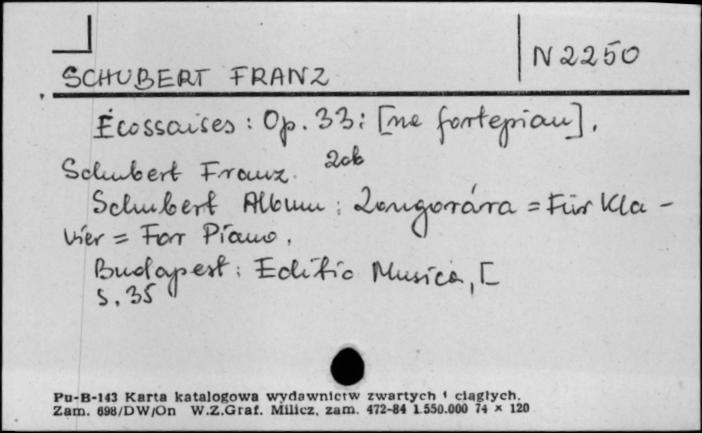 N 2250
SCHUBERT FRANZ
Écossaises : Op. 33 : [na fortepian].
Schubert Franz. Zob
Schubert Album : Zongorára = Für Kla-
vier = For Piano.
Budapest : Editio Musica, [
s. 35
Pu-B-143 Karta katalogowa wydawnictw zwartych i ciągłych.
Zam. 698/DW/On W.Z.Graf. Milicz, zam. 472-84 1.550.000 74 × 120